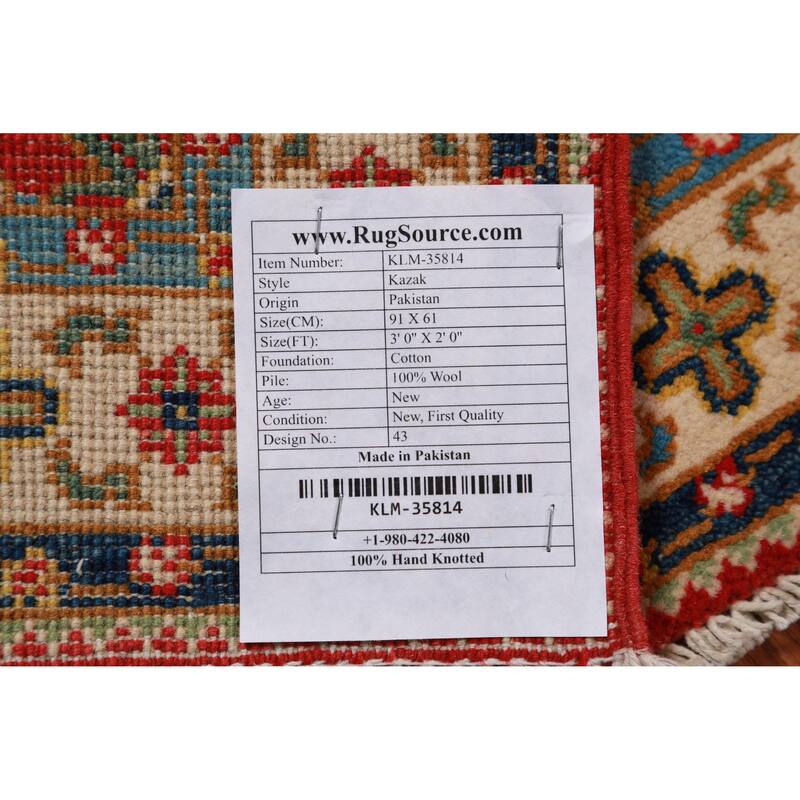 www.RugSource.com
Item Number: KLM-35814
Style Kazak
Origin Pakistan
Size(CM): 91 X 61
Size(FT): 3' 0" X 2' 0"
Foundation: Cotton
Pile: 100% Wool
Age: New
Condition: New, First Quality
Design No.: 43
Made in Pakistan
KLM-35814
+1-980-422-4080
100% Hand Knotted